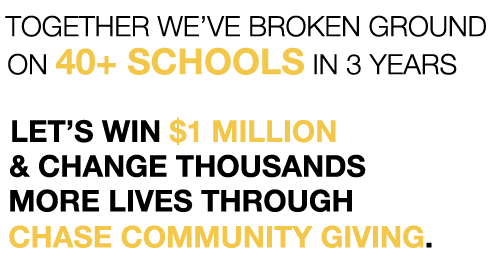 TOGETHER WE’VE BROKEN GROUND
ON 40+ SCHOOLS IN 3 YEARS
LET’S WIN $1 MILLION
& CHANGE THOUSANDS
MORE LIVES THROUGH
CHASE COMMUNITY GIVING.